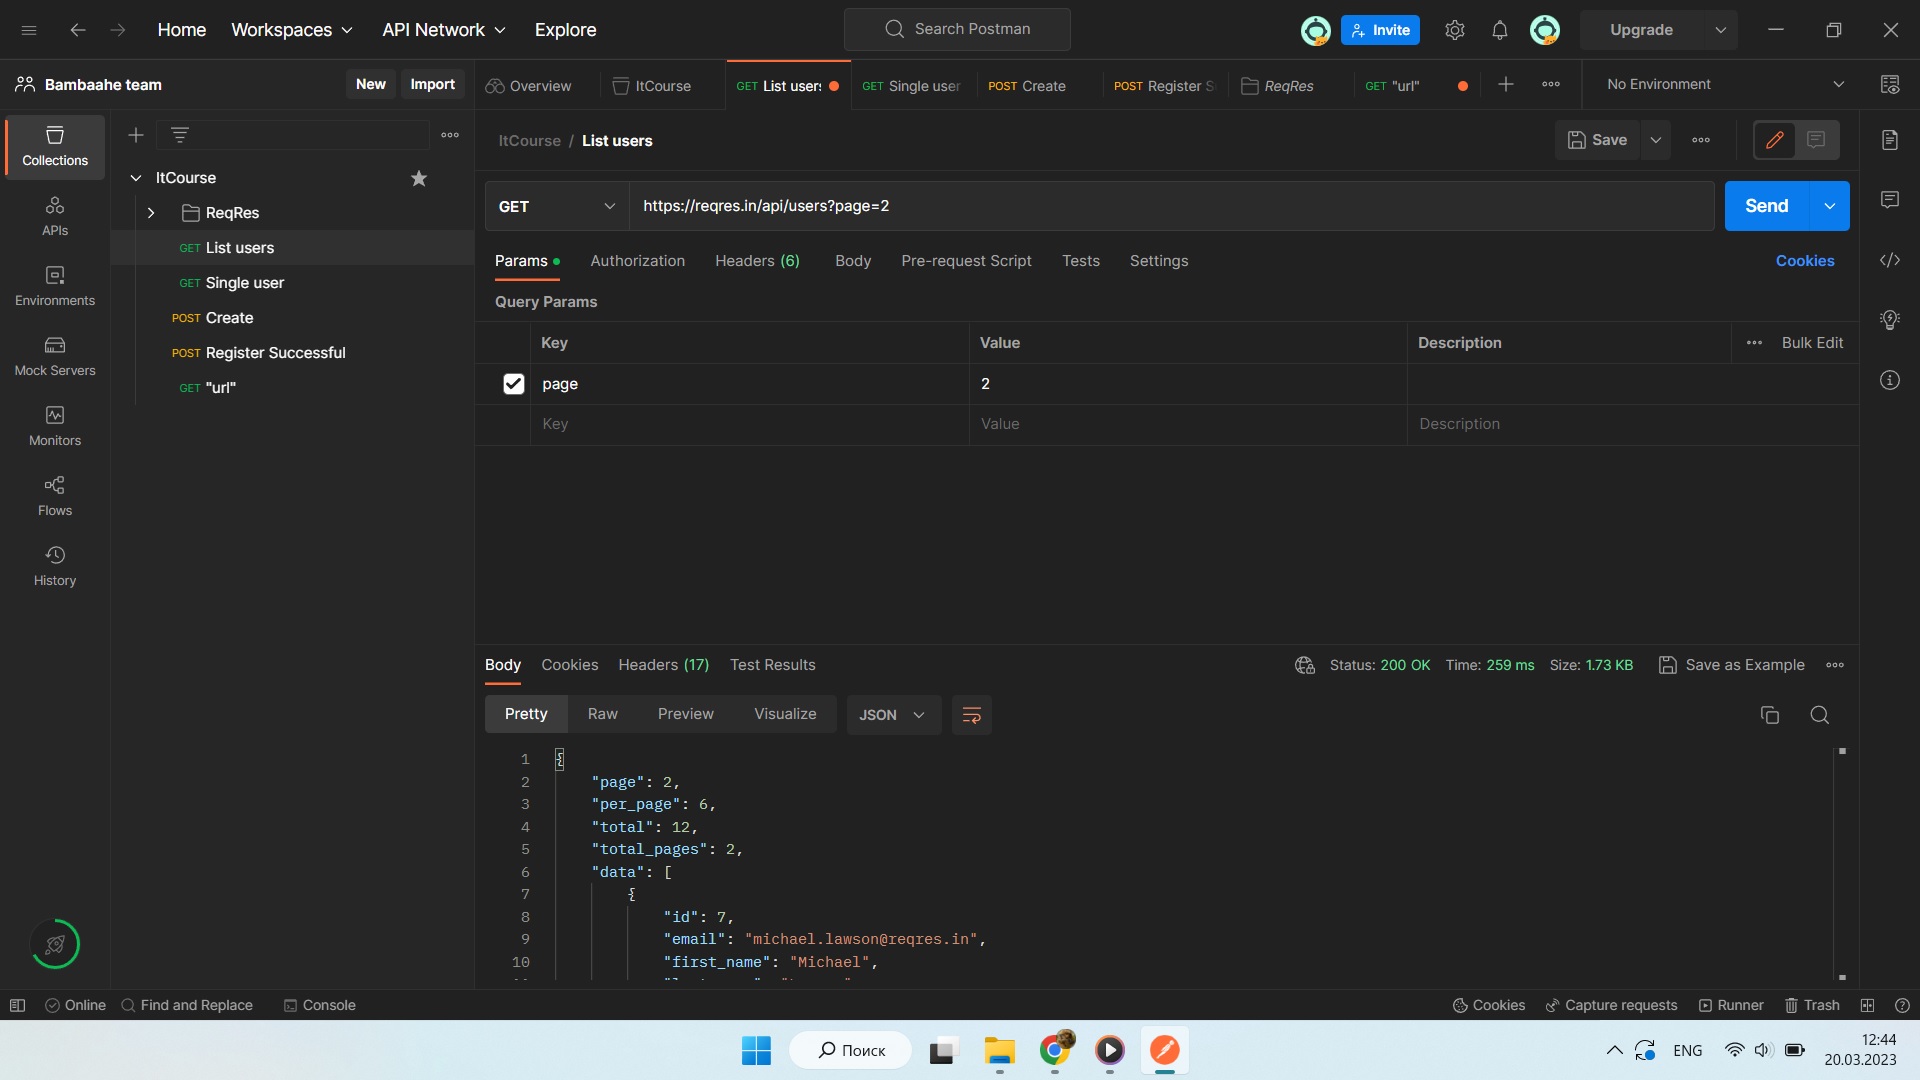 Home Workspaces API Network Explore Search Postman Invite Upgrade
Bambaahe team New Import Overview ItCourse GET List users GET Single user POST Create POST Register S ReqRes GET "url" No Environment
Collections
APIs
Environments
Mock Servers
Monitors
Flows
History
ItCourse
ReqRes
GET List users
GET Single user
POST Create
POST Register Successful
GET "url"
ItCourse / List users Save
GET https://reqres.in/api/users?page=2 Send
Params Authorization Headers (6) Body Pre-request Script Tests Settings Cookies
Query Params
Key Value Description Bulk Edit
page 2
Key Value Description
Body Cookies Headers (17) Test Results Status: 200 OK Time: 259 ms Size: 1.73 KB Save as Example
Pretty Raw Preview Visualize JSON
1 {
2 "page": 2,
3 "per_page": 6,
4 "total": 12,
5 "total_pages": 2,
6 "data": [
7 {
8 "id": 7,
9 "email": "michael.lawson@reqres.in",
10 "first_name": "Michael",
Online Find and Replace Console Cookies Capture requests Runner Trash
Поиск ENG 12:44
20.03.2023